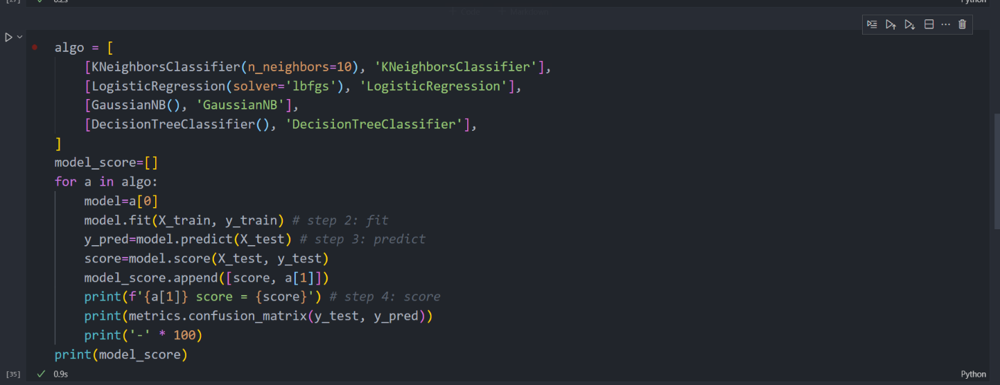 [27] 0.2s Python
algo = [
    [KNeighborsClassifier(n_neighbors=10), 'KNeighborsClassifier'],
    [LogisticRegression(solver='lbfgs'), 'LogisticRegression'],
    [GaussianNB(), 'GaussianNB'],
    [DecisionTreeClassifier(), 'DecisionTreeClassifier'],
]
model_score=[]
for a in algo:
    model=a[0]
    model.fit(X_train, y_train) # step 2: fit
    y_pred=model.predict(X_test) # step 3: predict
    score=model.score(X_test, y_test)
    model_score.append([score, a[1]])
    print(f'{a[1]} score = {score}') # step 4: score
    print(metrics.confusion_matrix(y_test, y_pred))
    print('-' * 100)
print(model_score)
[35] 0.9s Python